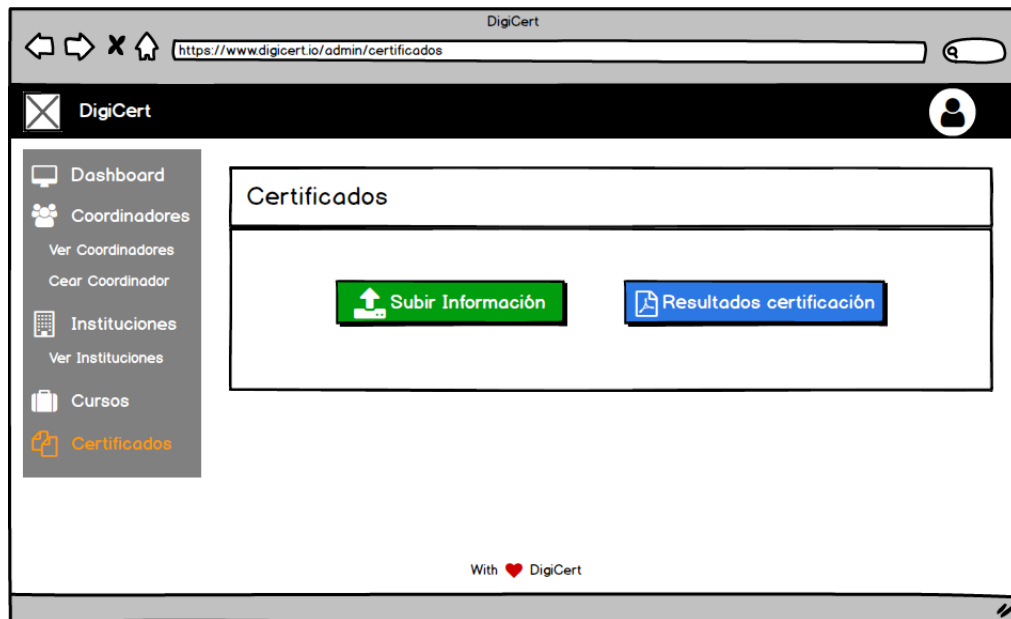 DigiCert
https://www.digicert.io/admin/certificados
DigiCert
Dashboard
Coordinadores
Ver Coordinadores
Cear Coordinador
Instituciones
Ver Instituciones
Cursos
Certificados
Certificados
Subir Información
Resultados certificación
With DigiCert